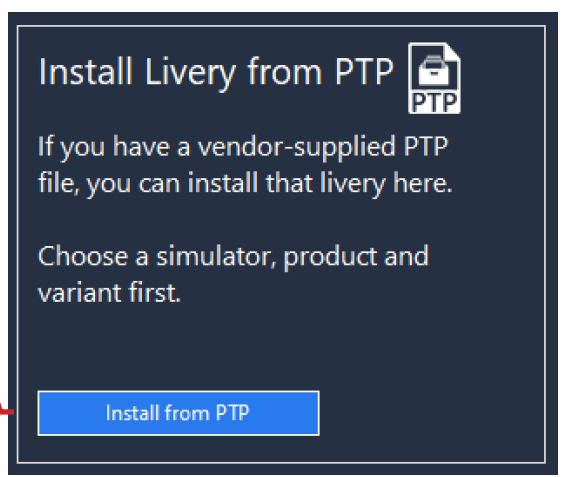 Install Livery from PTP
PTP
If you have a vendor-supplied PTP
file, you can install that livery here.
Choose a simulator, product and
variant first.
Install from PTP